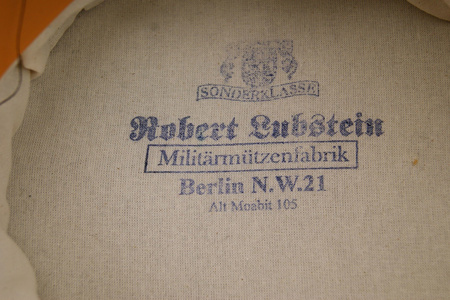 SONDERKLASSE
Robert Lubstein
Militärmützenfabrik
Berlin N.W.21
Alt Moabit 105